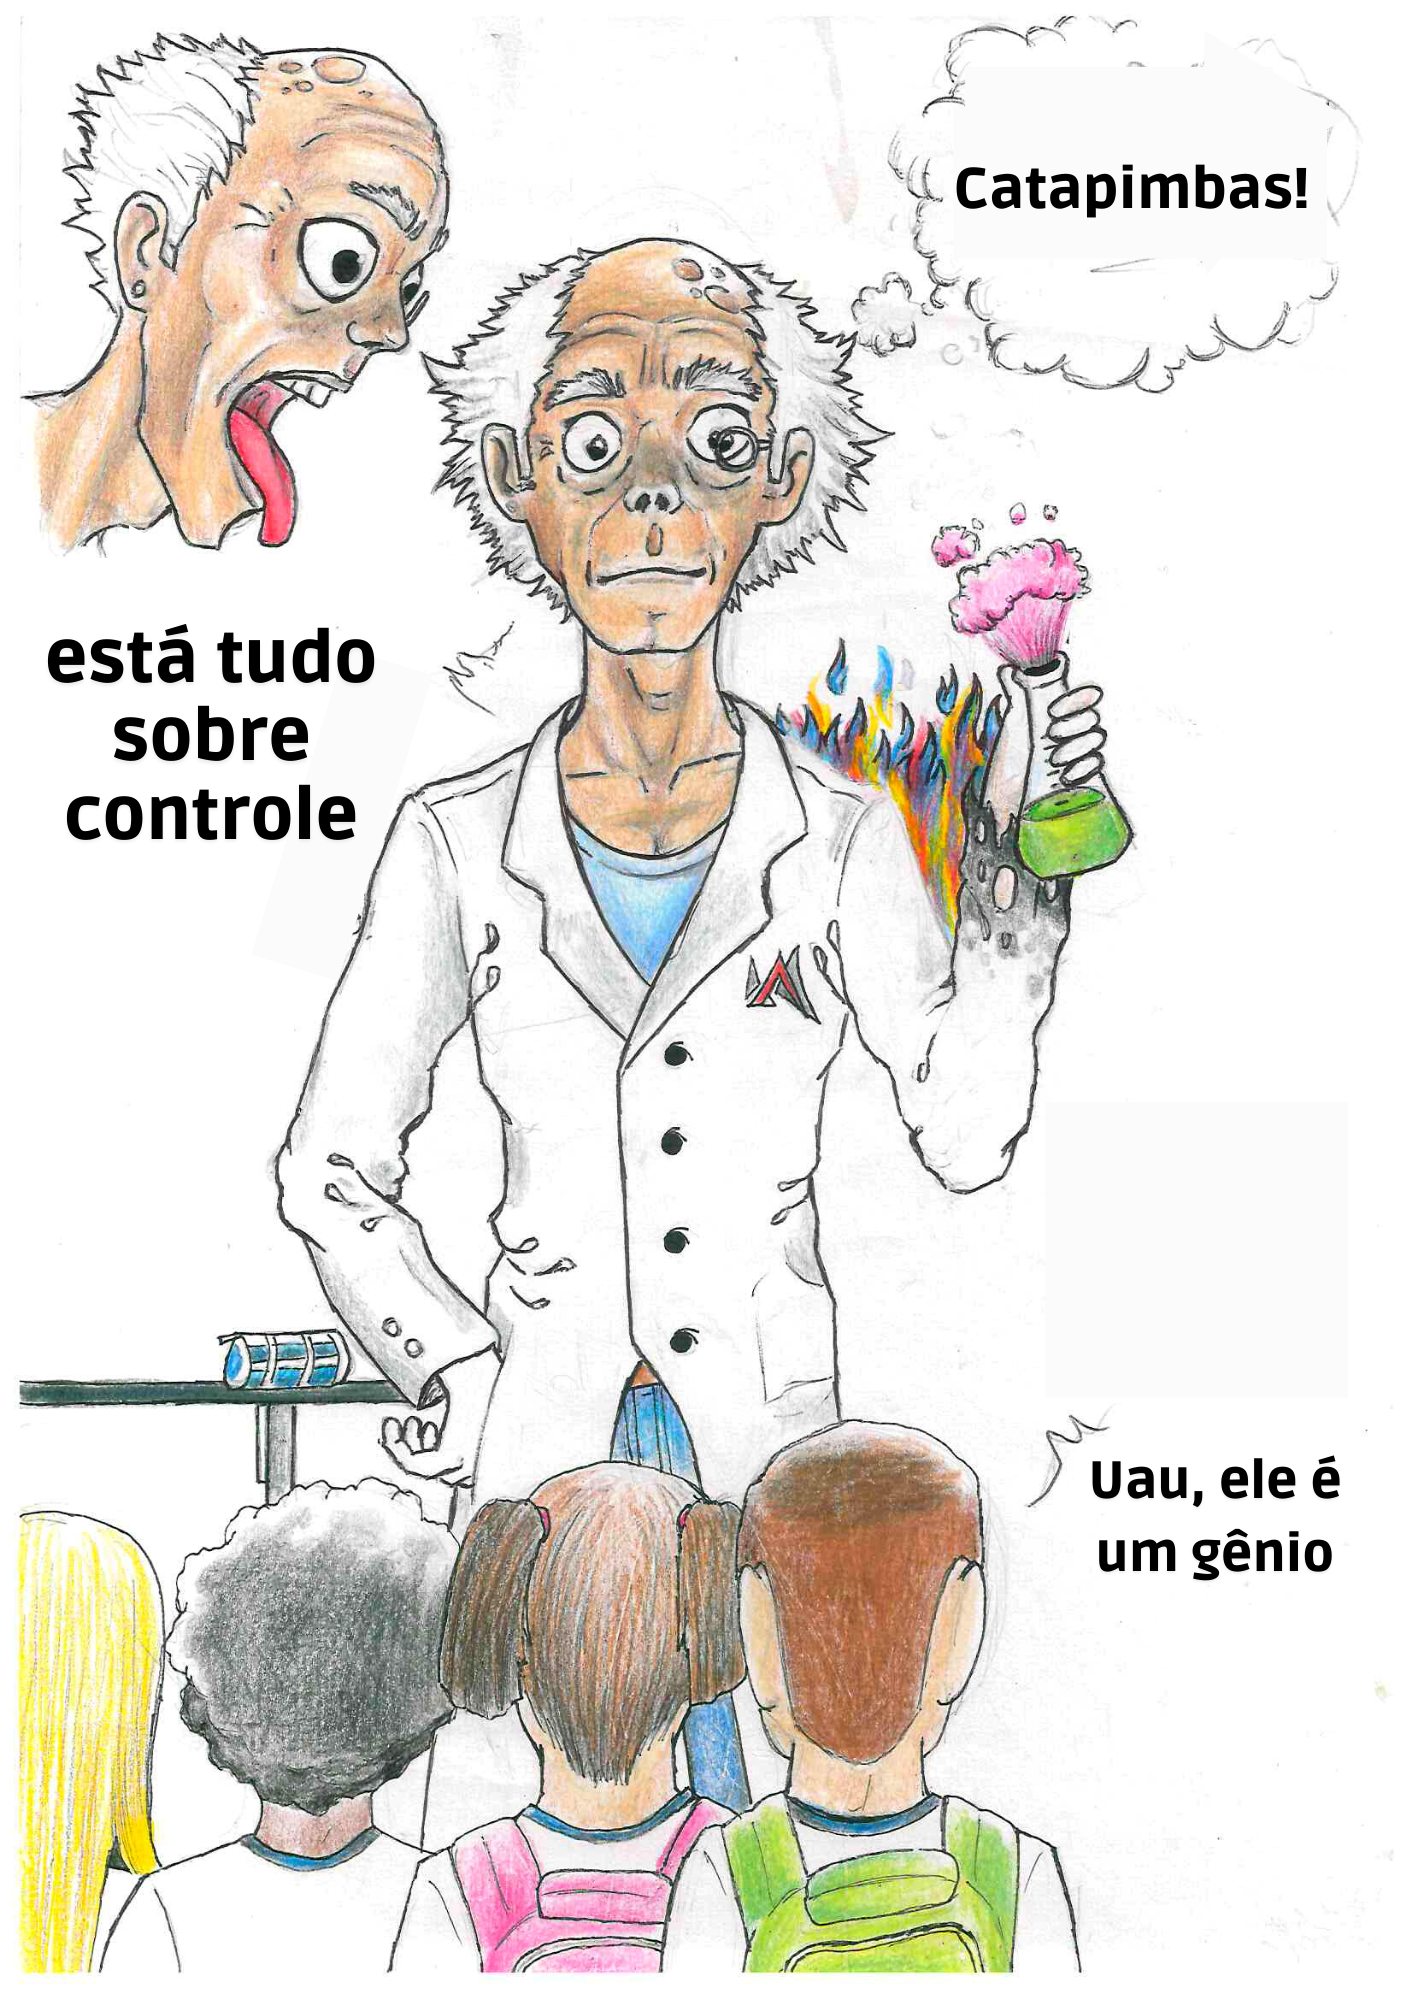 Catapimbas!
está tudo
sobre
controle
Uau, ele é
um gênio